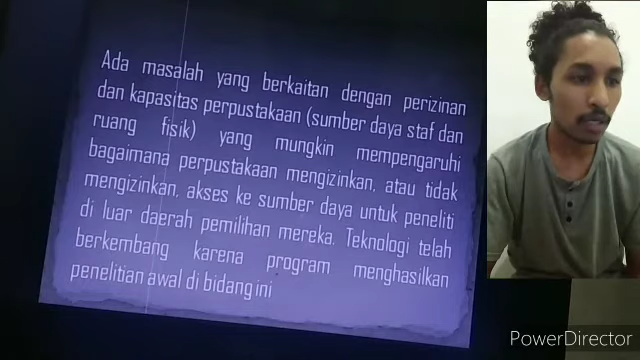 Ada masalah yang berkaitan dengan perizinan
dan kapasitas perpustakaan (sumber daya staf dan
ruang fisik) yang mungkin mempengaruhi
bagaimana perpustakaan mengizinkan, atau tidak
mengizinkan, akses ke sumber daya untuk peneliti
di luar daerah pemilihan mereka. Teknologi telah
berkembang karena program menghasilkan
penelitian awal di bidang ini
PowerDirector